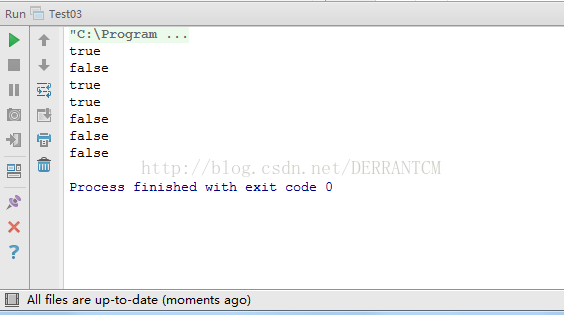 Run Test03
"C:\Program ...
true
false
true
true
false
false
false
http://blog.csdn.net/DERRANTCM
Process finished with exit code 0
All files are up-to-date (moments ago)